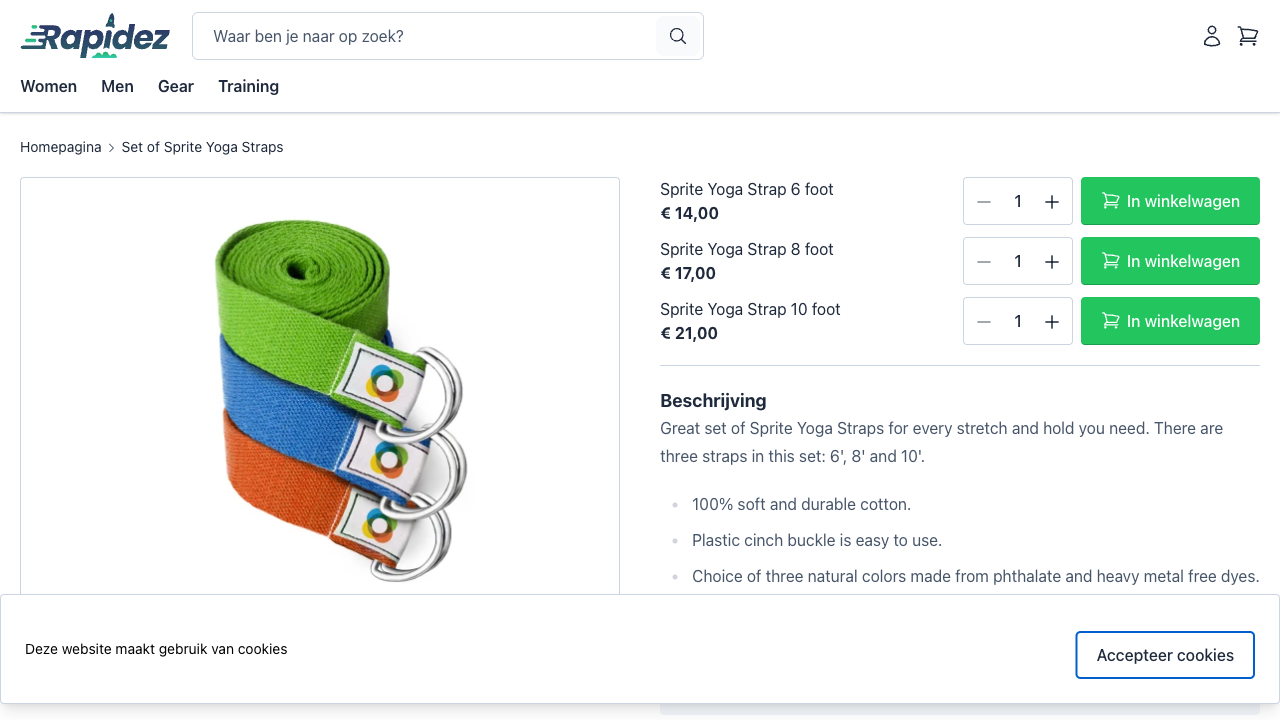 Rapidez
Waar ben je naar op zoek?
Women Men Gear Training
Homepagina > Set of Sprite Yoga Straps
Sprite Yoga Strap 6 foot
€ 14,00
1
In winkelwagen
Sprite Yoga Strap 8 foot
€ 17,00
1
In winkelwagen
Sprite Yoga Strap 10 foot
€ 21,00
1
In winkelwagen
Beschrijving
Great set of Sprite Yoga Straps for every stretch and hold you need. There are
three straps in this set: 6', 8' and 10'.
100% soft and durable cotton.
Plastic cinch buckle is easy to use.
Choice of three natural colors made from phthalate and heavy metal free dyes.
Deze website maakt gebruik van cookies
Accepteer cookies